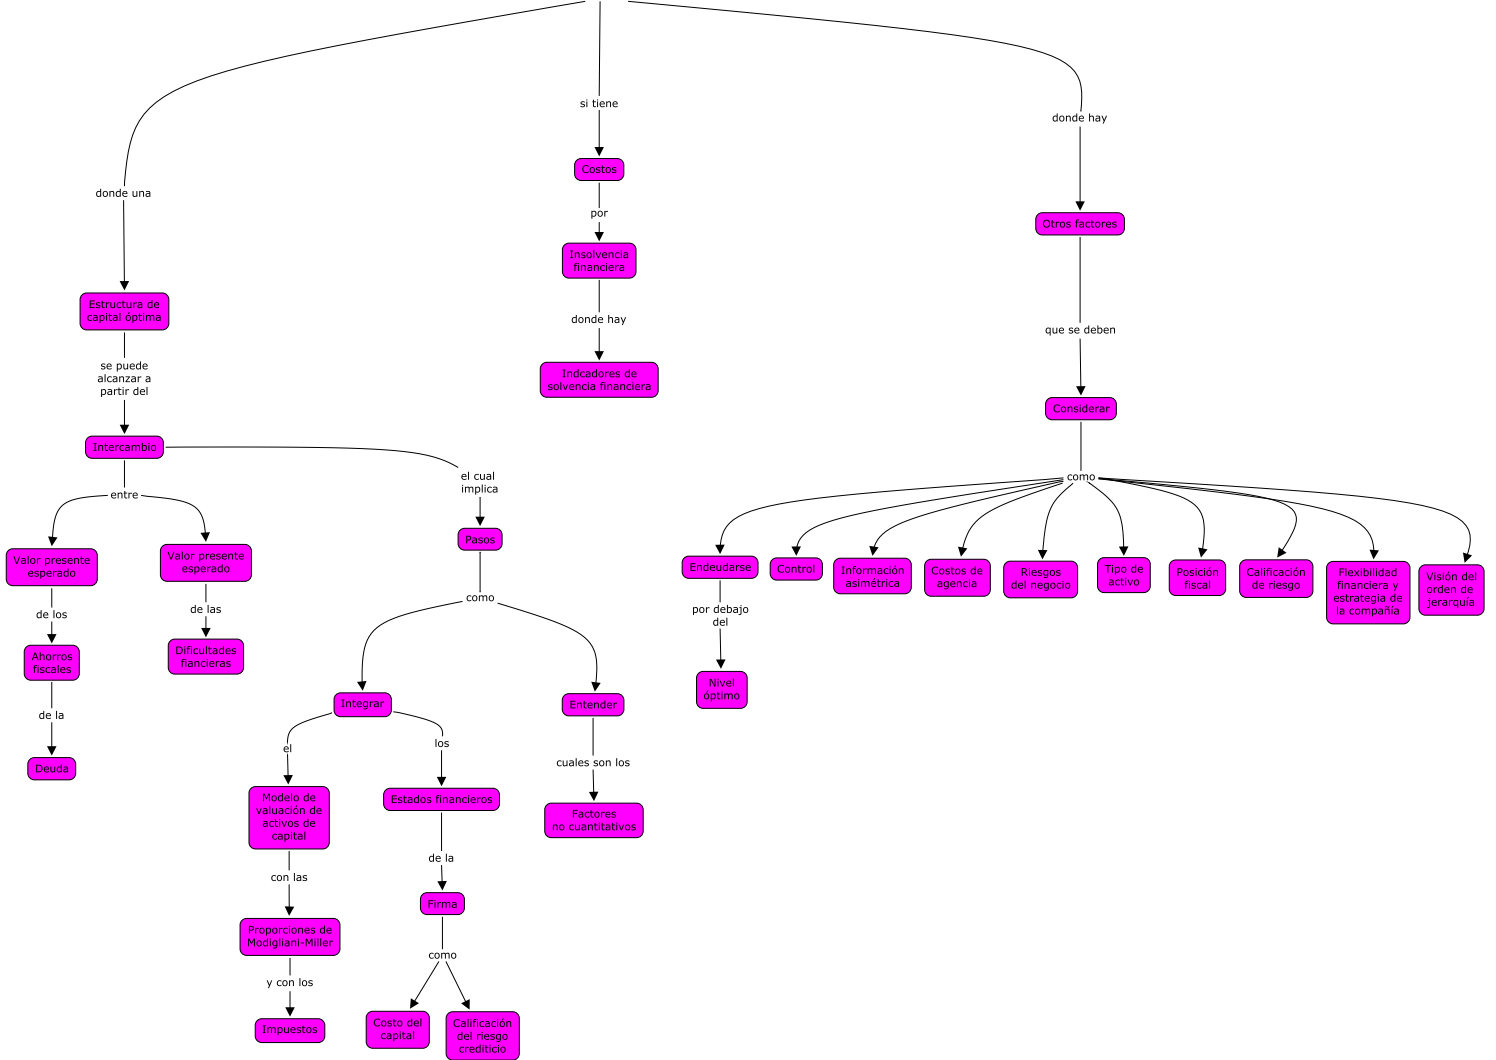 donde una
Estructura de
capital óptima
se puede
alcanzar a
partir del
Intercambio
entre
Valor presente
esperado
de los
Ahorros
fiscales
de la
Deuda
Valor presente
esperado
de las
Dificultades
fiancieras
el cual
implica
Pasos
como
Integrar
el
Modelo de
valuación de
activos de
capital
con las
Proporciones de
Modigliani-Miller
y con los
Impuestos
los
Estados financieros
de la
Firma
como
Costo del
capital
Calificación
del riesgo
crediticio
Entender
cuales son los
Factores
no cuantitativos
si tiene
Costos
por
Insolvencia
financiera
donde hay
Indcadores de
solvencia financiera
donde hay
Otros factores
que se deben
Considerar
como
Endeudarse
por debajo
del
Nivel
óptimo
Control
Información
asimétrica
Costos de
agencia
Riesgos
del negocio
Tipo de
activo
Posición
fiscal
Calificación
de riesgo
Flexibilidad
financiera y
estrategia de
la compañía
Visión del
orden de
jerarquía